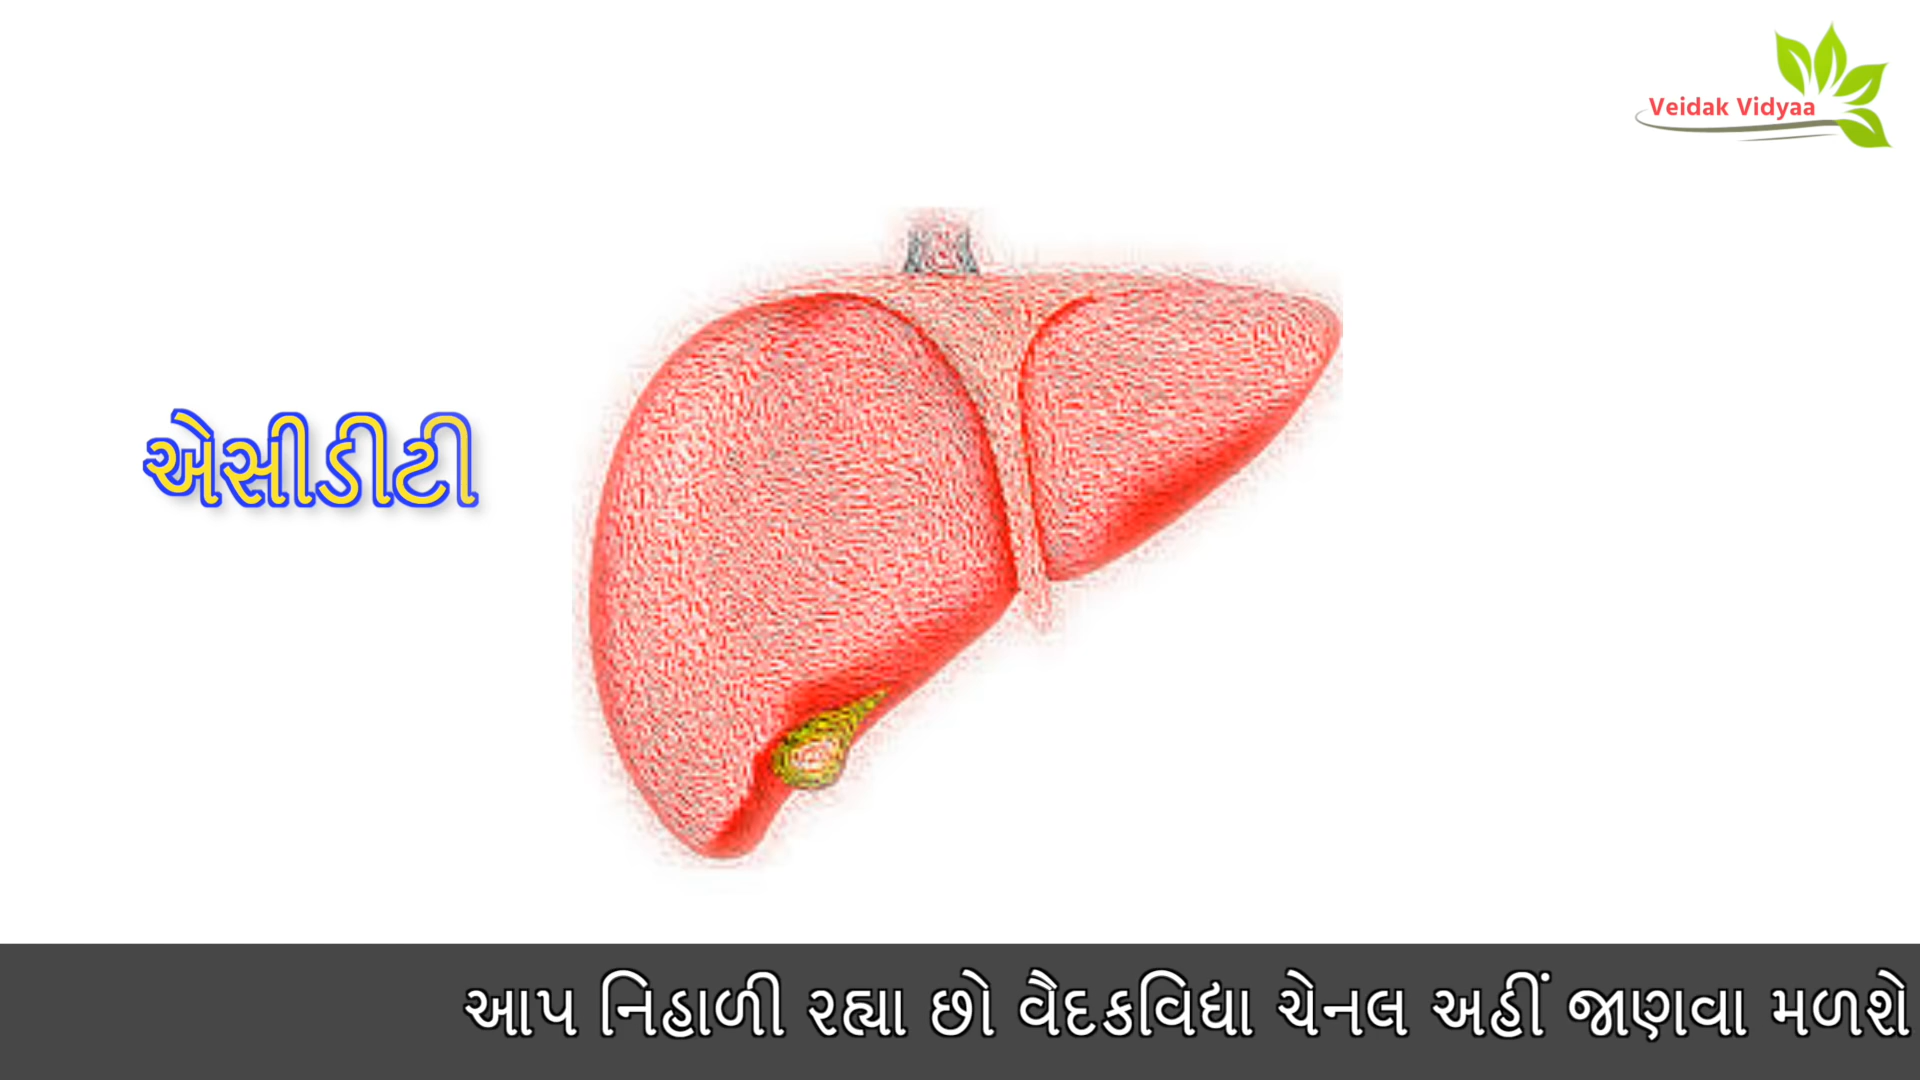 Veidak Vidyaa
એસીડીટી
આપ નિહાળી રહ્યા છો વૈદકવિદ્યા ચેનલ અહીં જાણવા મળશે